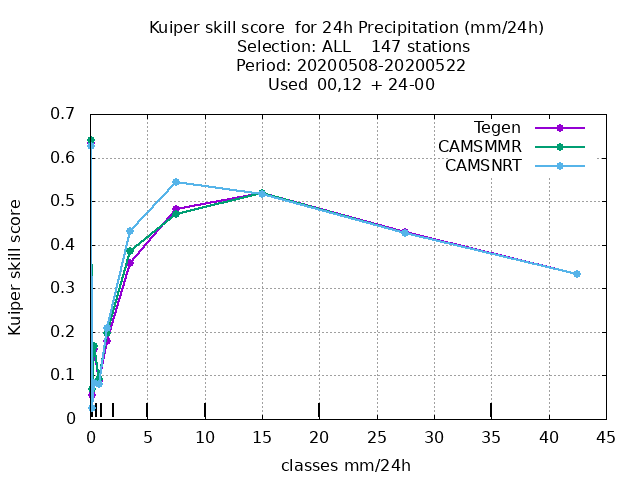 Kuiper skill score  for 24h Precipitation (mm/24h)
Selection: ALL    147 stations
Period: 20200508-20200522
Used  00,12  + 24-00
Tegen
CAMSMMR
CAMSNRT
Kuiper skill score
0.7
0.6
0.5
0.4
0.3
0.2
0.1
0
0 5 10 15 20 25 30 35 40 45
classes mm/24h